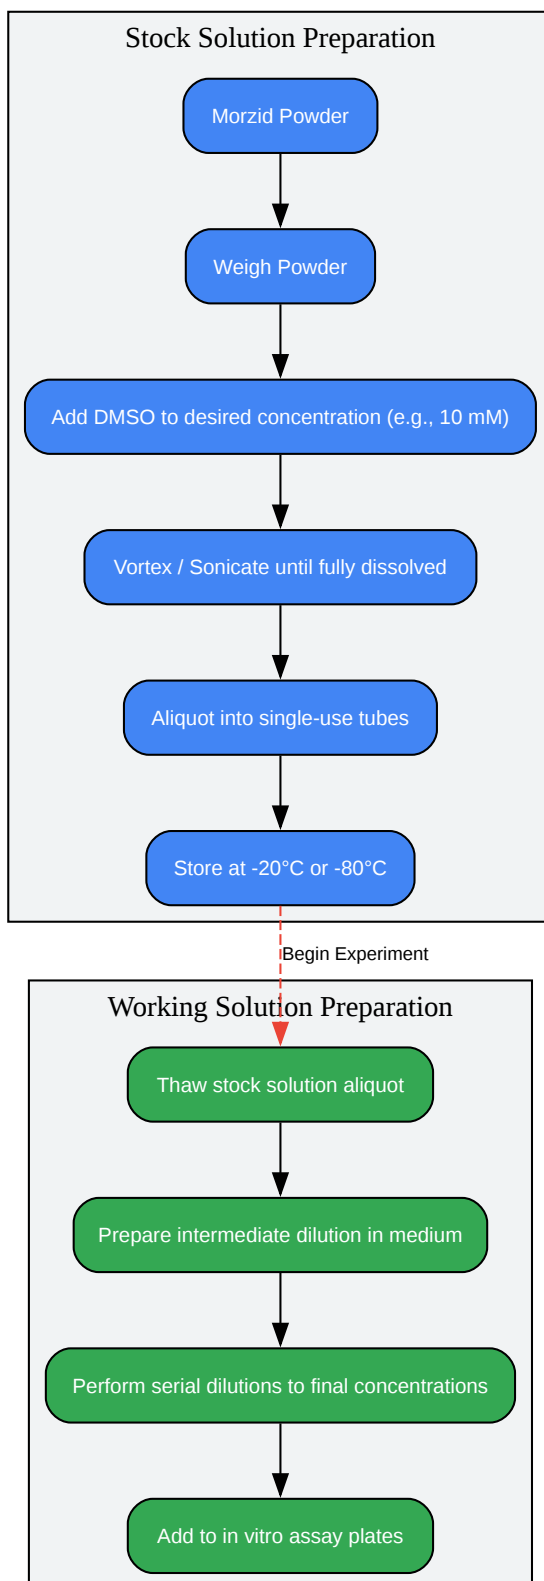 Stock Solution Preparation
Morzid Powder
Weigh Powder
Add DMSO to desired concentration (e.g., 10 mM)
Vortex / Sonicate until fully dissolved
Aliquot into single-use tubes
Store at -20°C or -80°C
Begin Experiment
Working Solution Preparation
Thaw stock solution aliquot
Prepare intermediate dilution in medium
Perform serial dilutions to final concentrations
Add to in vitro assay plates